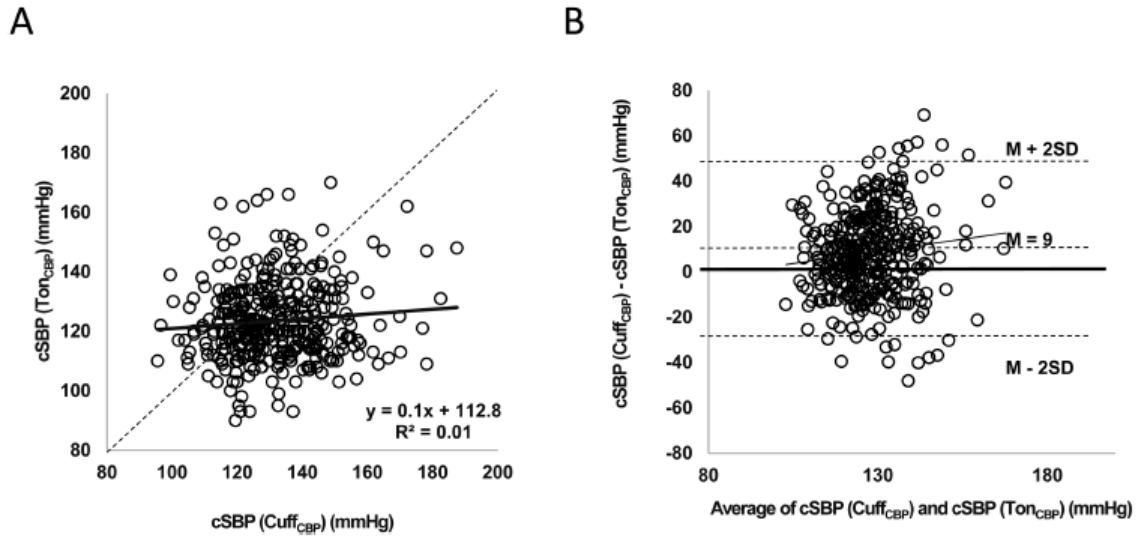 A
B
200
180
160
140
120
100
80
cSBP (TonCBP) (mmHg)
80 100 120 140 160 180 200
cSBP (CuffCBP) (mmHg)
y = 0.1x + 112.8
R² = 0.01
80
60
40
20
0
-20
-40
-60
-80
cSBP (CuffCBP) - cSBP (TonCBP) (mmHg)
M + 2SD
M = 9
M - 2SD
80 130 180
Average of cSBP (CuffCBP) and cSBP (TonCBP) (mmHg)